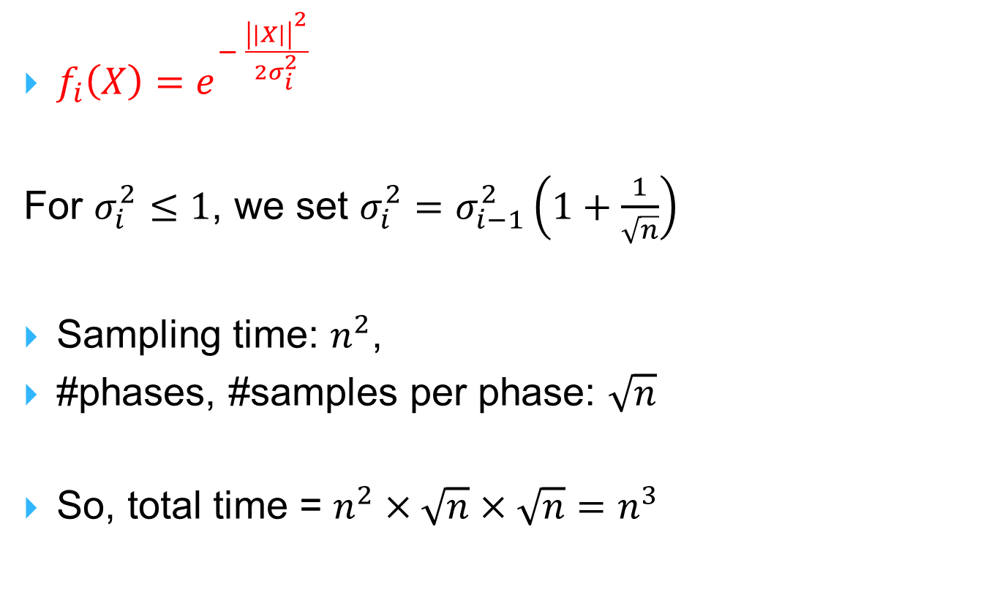 ▶ $f_i(X) = e^{-\frac{||X||^2}{2\sigma_i^2}}$
For $\sigma_i^2 \leq 1$, we set $\sigma_i^2 = \sigma_{i-1}^2 \left(1 + \frac{1}{\sqrt{n}}\right)$
▶ Sampling time: $n^2$,
▶ #phases, #samples per phase: $\sqrt{n}$
▶ So, total time = $n^2 \times \sqrt{n} \times \sqrt{n} = n^3$